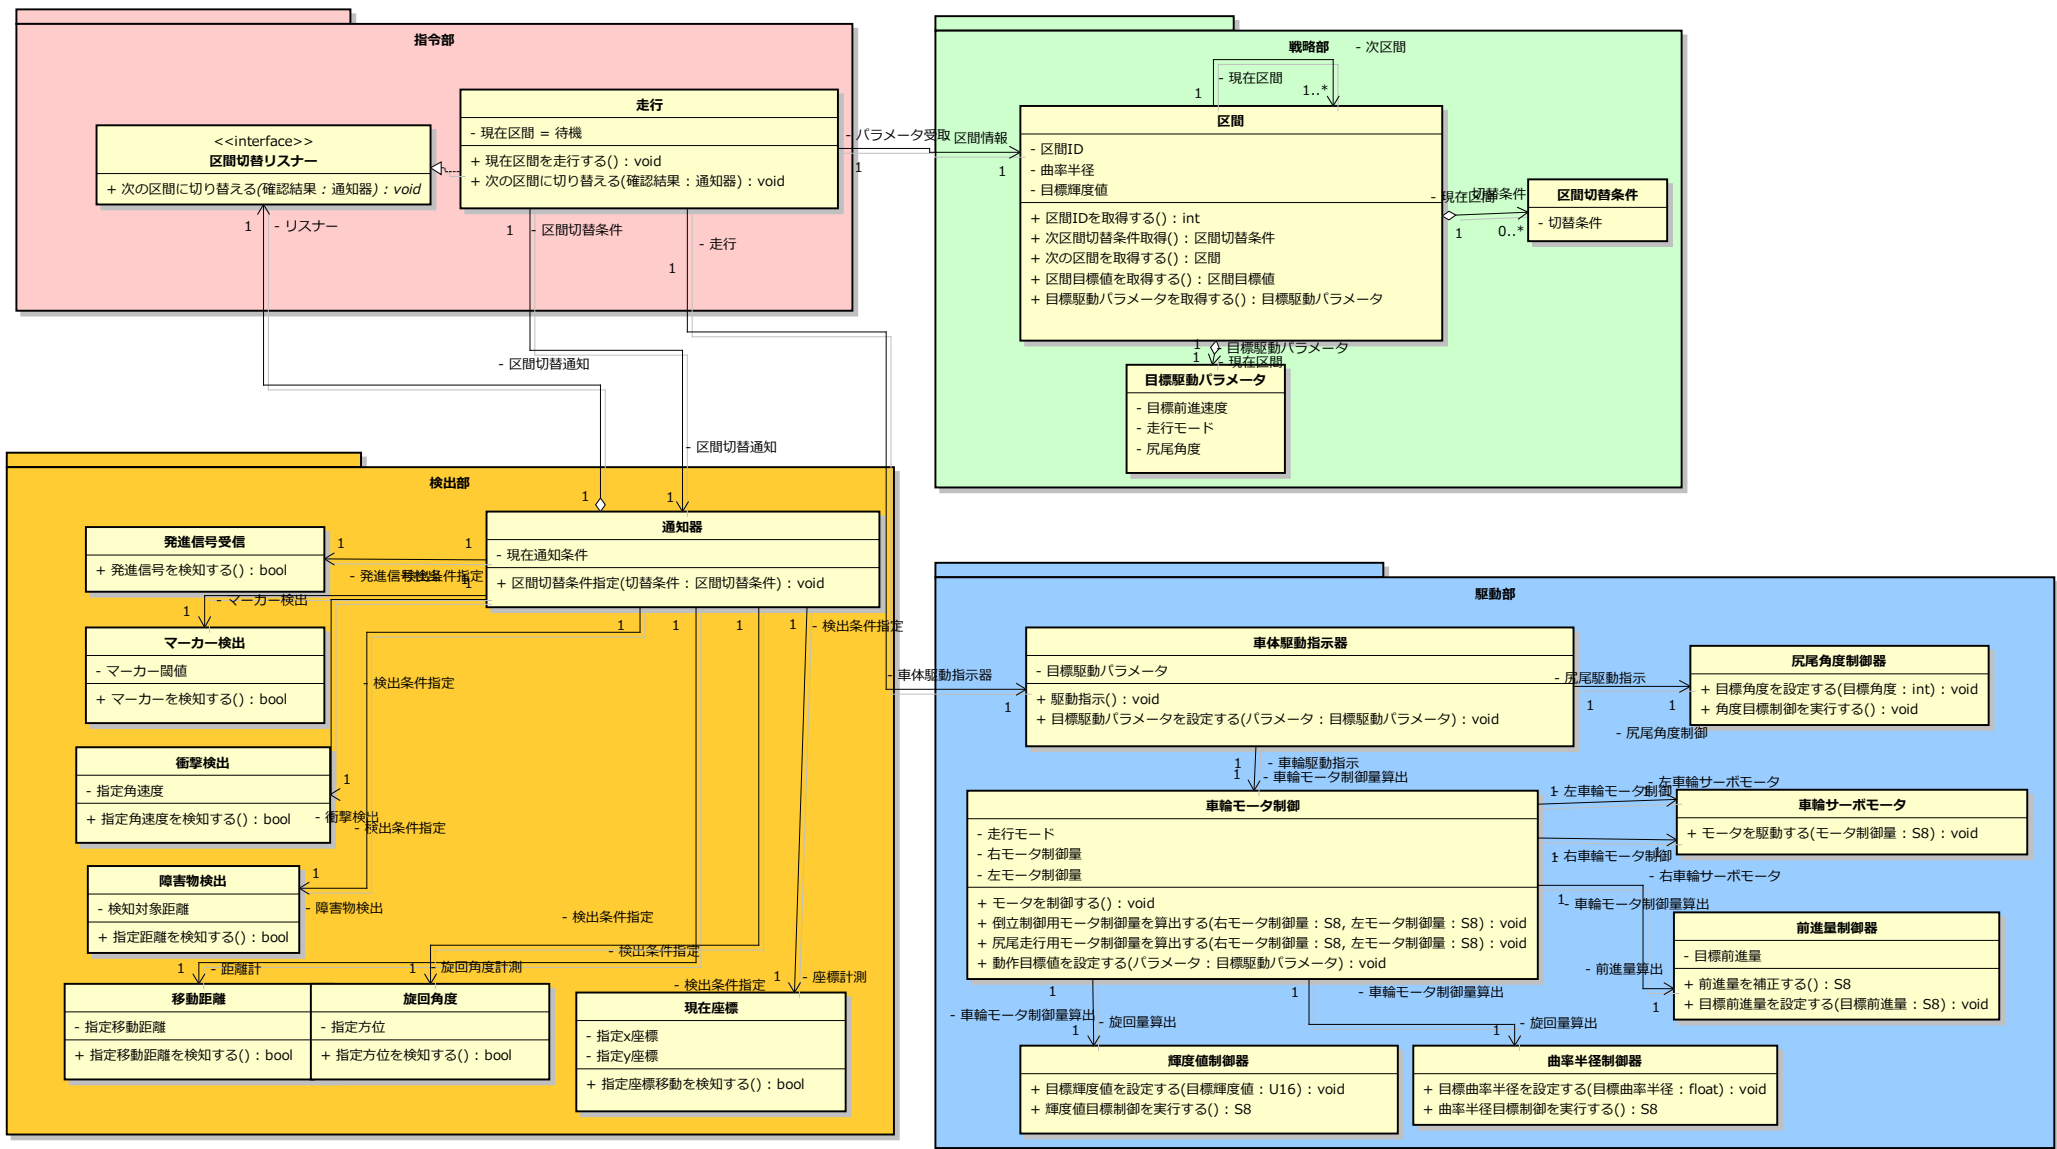 指令部
<<interface>>
区間切替リスナー
+ 次の区間に切り替える(確認結果 : 通知器) : void
走行
- 現在区間 = 待機
+ 現在区間を走行する() : void
+ 次の区間に切り替える(確認結果 : 通知器) : void
1
- リスナー
1
- 区間切替条件
- 走行
1
- パラメータ受取
1
区間情報
1
戦略部
- 次区間
- 現在区間
1
1..*
区間
- 区間ID
- 曲率半径
- 目標輝度値
+ 区間IDを取得する() : int
+ 次区間切替条件取得() : 区間切替条件
+ 次の区間を取得する() : 区間
+ 区間目標値を取得する() : 区間目標値
+ 目標駆動パラメータを取得する() : 目標駆動パラメータ
- 現在区間
- 切替条件
1
0..*
区間切替条件
- 切替条件
1
- 目標駆動パラメータ
1
- 現在区間
目標駆動パラメータ
- 目標前進速度
- 走行モード
- 尻尾角度
- 区間切替通知
- 区間切替通知
検出部
1
1
通知器
- 現在通知条件
+ 区間切替条件指定(切替条件 : 区間切替条件) : void
発進信号受信
+ 発進信号を検知する() : bool
1
1
- 発進信号検出
- 検出条件指定
1
1
- マーカー検出
マーカー検出
- マーカー閾値
+ マーカーを検知する() : bool
1
1
1
1
- 検出条件指定
- 検出条件指定
衝撃検出
- 指定角速度
+ 指定角速度を検知する() : bool
1
- 衝撃検出
- 検出条件指定
障害物検出
- 検知対象距離
+ 指定距離を検知する() : bool
1
- 障害物検出
- 検出条件指定
- 検出条件指定
1
- 距離計
1
- 旋回角度計測
- 検出条件指定
1
- 座標計測
移動距離
- 指定移動距離
+ 指定移動距離を検知する() : bool
旋回角度
- 指定方位
+ 指定方位を検知する() : bool
現在座標
- 指定x座標
- 指定y座標
+ 指定座標移動を検知する() : bool
駆動部
- 車体駆動指示器
1
車体駆動指示器
- 目標駆動パラメータ
+ 駆動指示() : void
+ 目標駆動パラメータを設定する(パラメータ : 目標駆動パラメータ) : void
- 尻尾駆動指示
1
1
- 尻尾角度制御
尻尾角度制御器
+ 目標角度を設定する(目標角度 : int) : void
+ 角度目標制御を実行する() : void
1
- 車輪駆動指示
1
- 車輪モータ制御量算出
車輪モータ制御
- 走行モード
- 右モータ制御量
- 左モータ制御量
+ モータを制御する() : void
+ 倒立制御用モータ制御量を算出する(右モータ制御量 : S8, 左モータ制御量 : S8) : void
+ 尻尾走行用モータ制御量を算出する(右モータ制御量 : S8, 左モータ制御量 : S8) : void
+ 動作目標値を設定する(パラメータ : 目標駆動パラメータ) : void
- 左車輪サーボモータ
1
- 左車輪モータ制御
1
車輪サーボモータ
+ モータを駆動する(モータ制御量 : S8) : void
1
- 右車輪モータ制御
1
- 右車輪サーボモータ
1
- 車輪モータ制御量算出
前進量制御器
- 目標前進量
+ 前進量を補正する() : S8
+ 目標前進量を設定する(目標前進量 : S8) : void
- 前進量算出
1
1
- 車輪モータ制御量算出
1
- 旋回量算出
1
- 車輪モータ制御量算出
1
- 旋回量算出
輝度値制御器
+ 目標輝度値を設定する(目標輝度値 : U16) : void
+ 輝度値目標制御を実行する() : S8
曲率半径制御器
+ 目標曲率半径を設定する(目標曲率半径 : float) : void
+ 曲率半径目標制御を実行する() : S8